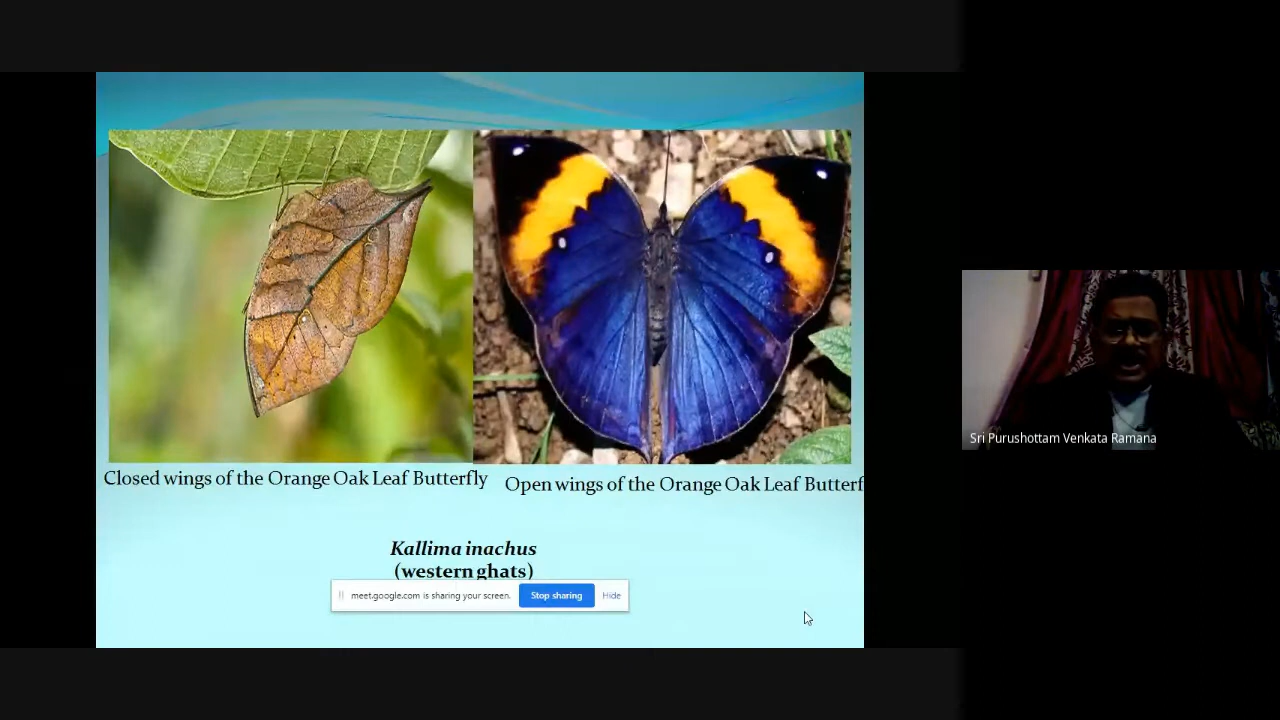 Closed wings of the Orange Oak Leaf Butterfly
Open wings of the Orange Oak Leaf Butterf
Kallima inachus
(western ghats)
meet.google.com is sharing your screen.
Stop sharing
Hide
Sri Purushottam Venkata Ramana